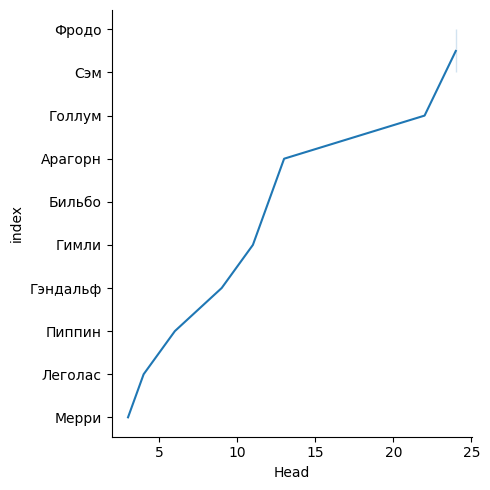 Фродо
Сэм
Голлум
Арагорн
Бильбо
Гимли
Гэндальф
Пиппин
Леголас
Мерри
index
5 10 15 20 25
Head